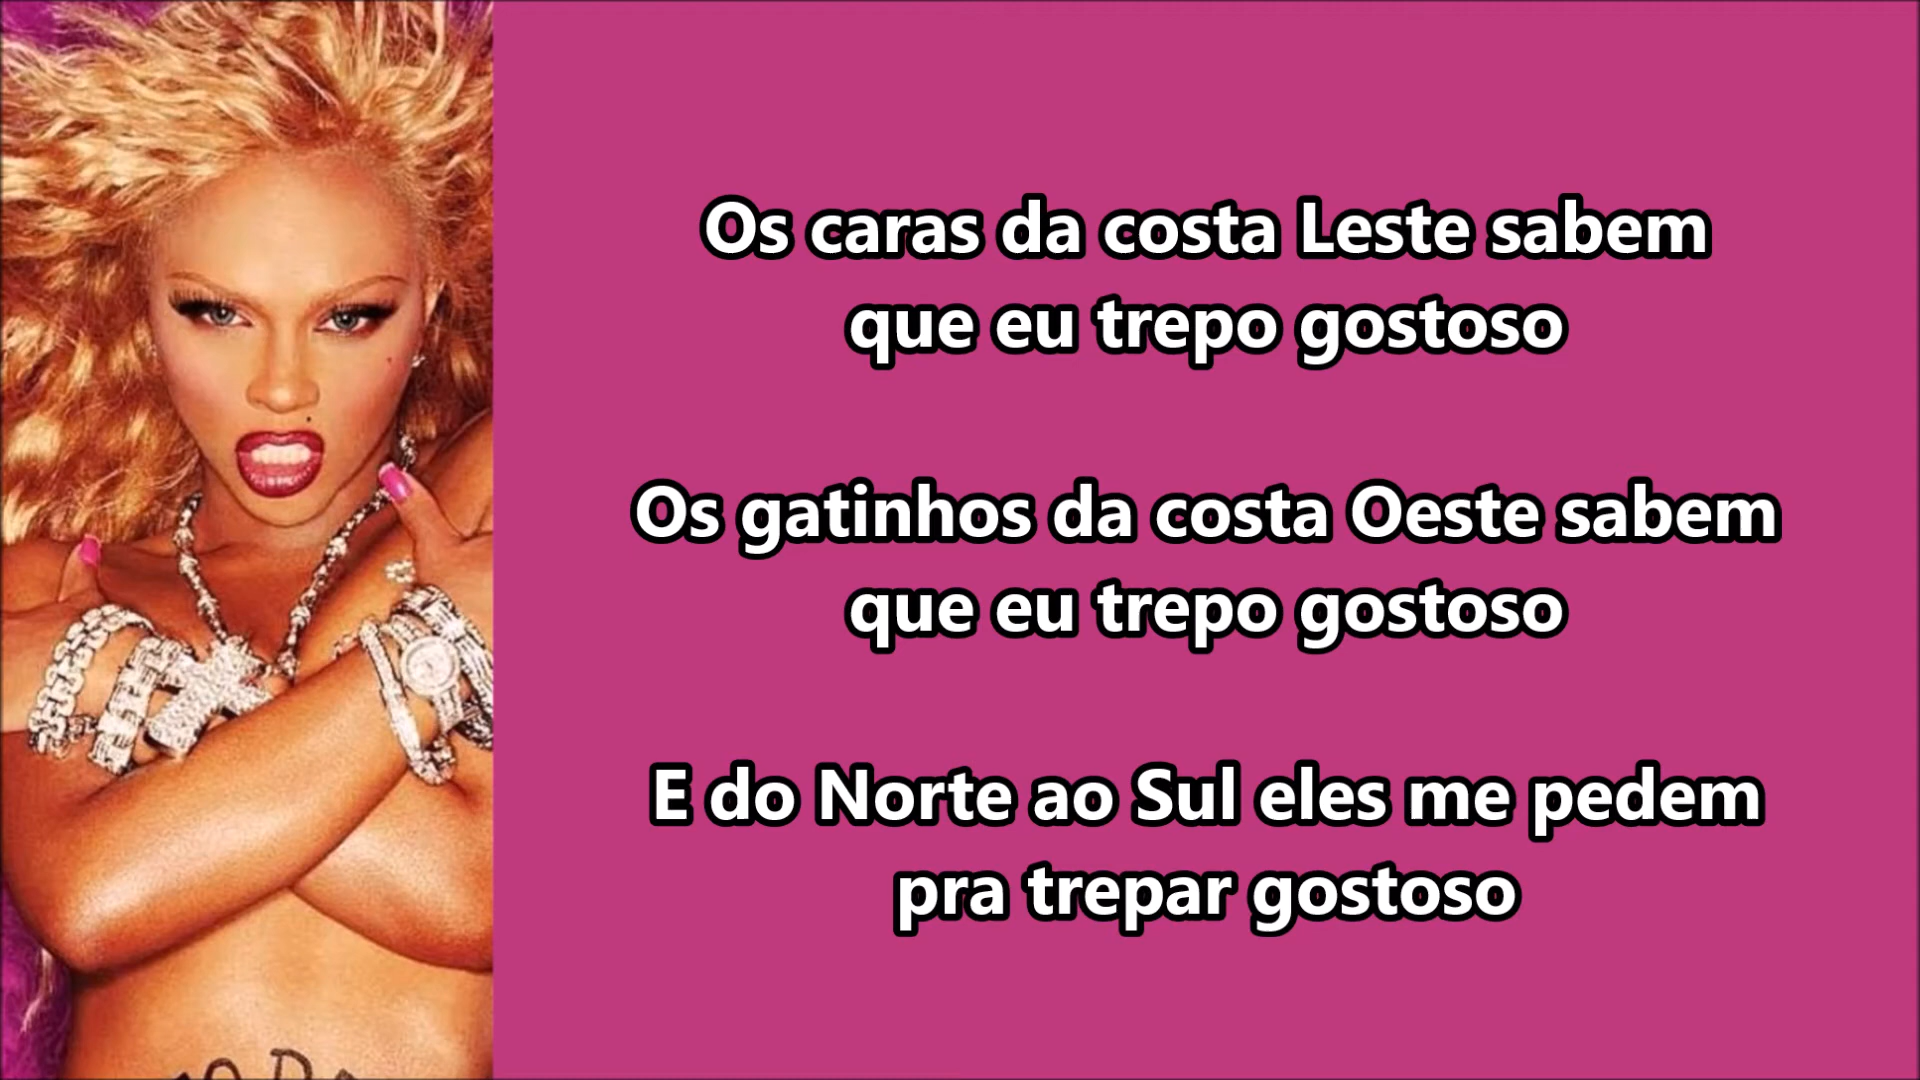 Os caras da costa Leste sabem
que eu trepo gostoso
Os gatinhos da costa Oeste sabem
que eu trepo gostoso
E do Norte ao Sul eles me pedem
pra trepar gostoso